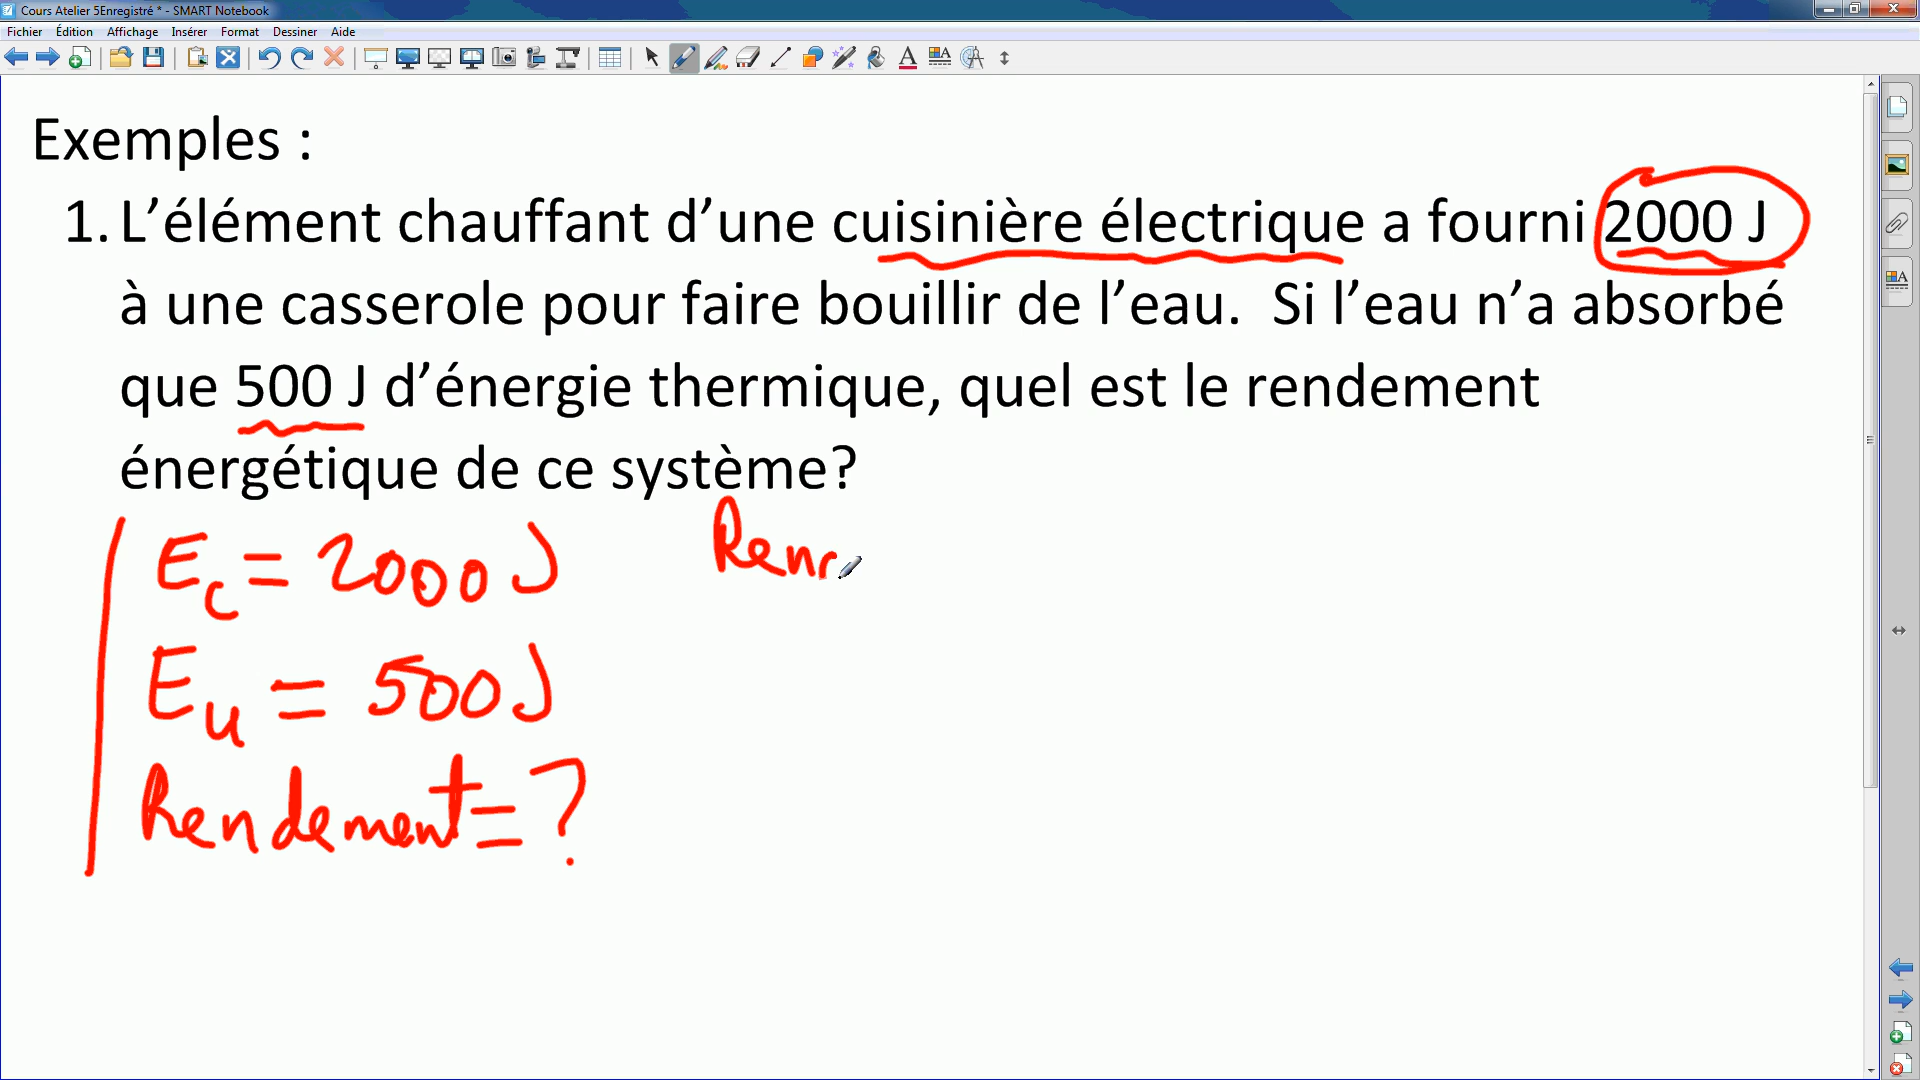 Cours Atelier 5Enregistré * - SMART Notebook
Fichier Édition Affichage Insérer Format Dessiner Aide
Exemples :
1. L’élément chauffant d’une cuisinière électrique a fourni 2000 J
à une casserole pour faire bouillir de l’eau. Si l’eau n’a absorbé
que 500 J d’énergie thermique, quel est le rendement
énergétique de ce système?
Ec = 2000 J
Eu = 500 J
Rendement = ?